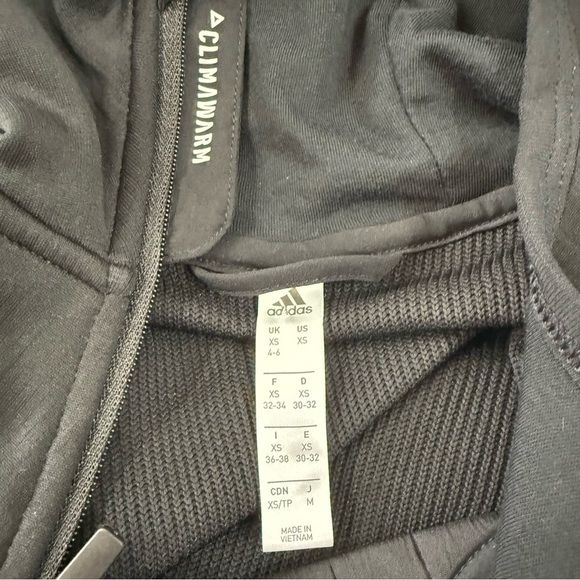 CLIMAWARM
adidas
UK US
XS XS
4-6
F D
XS XS
32-34 30-32
I E
XS XS
36-38 30-32
CDN J
XS/TP M
MADE IN
VIETNAM